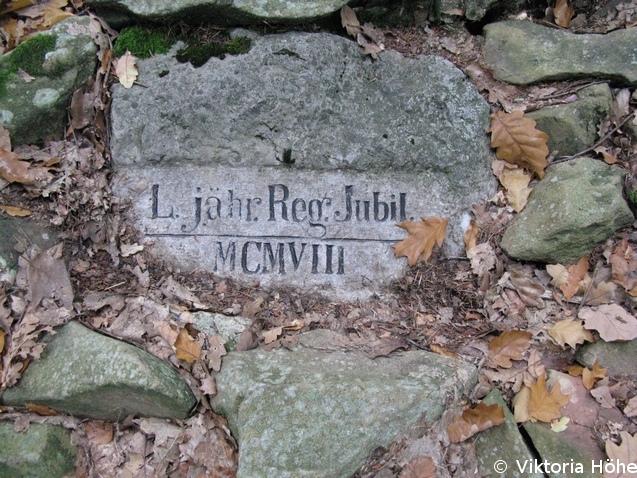 L. jähr. Reg. Jubil.
MCMVIII
© Viktoria Höhe